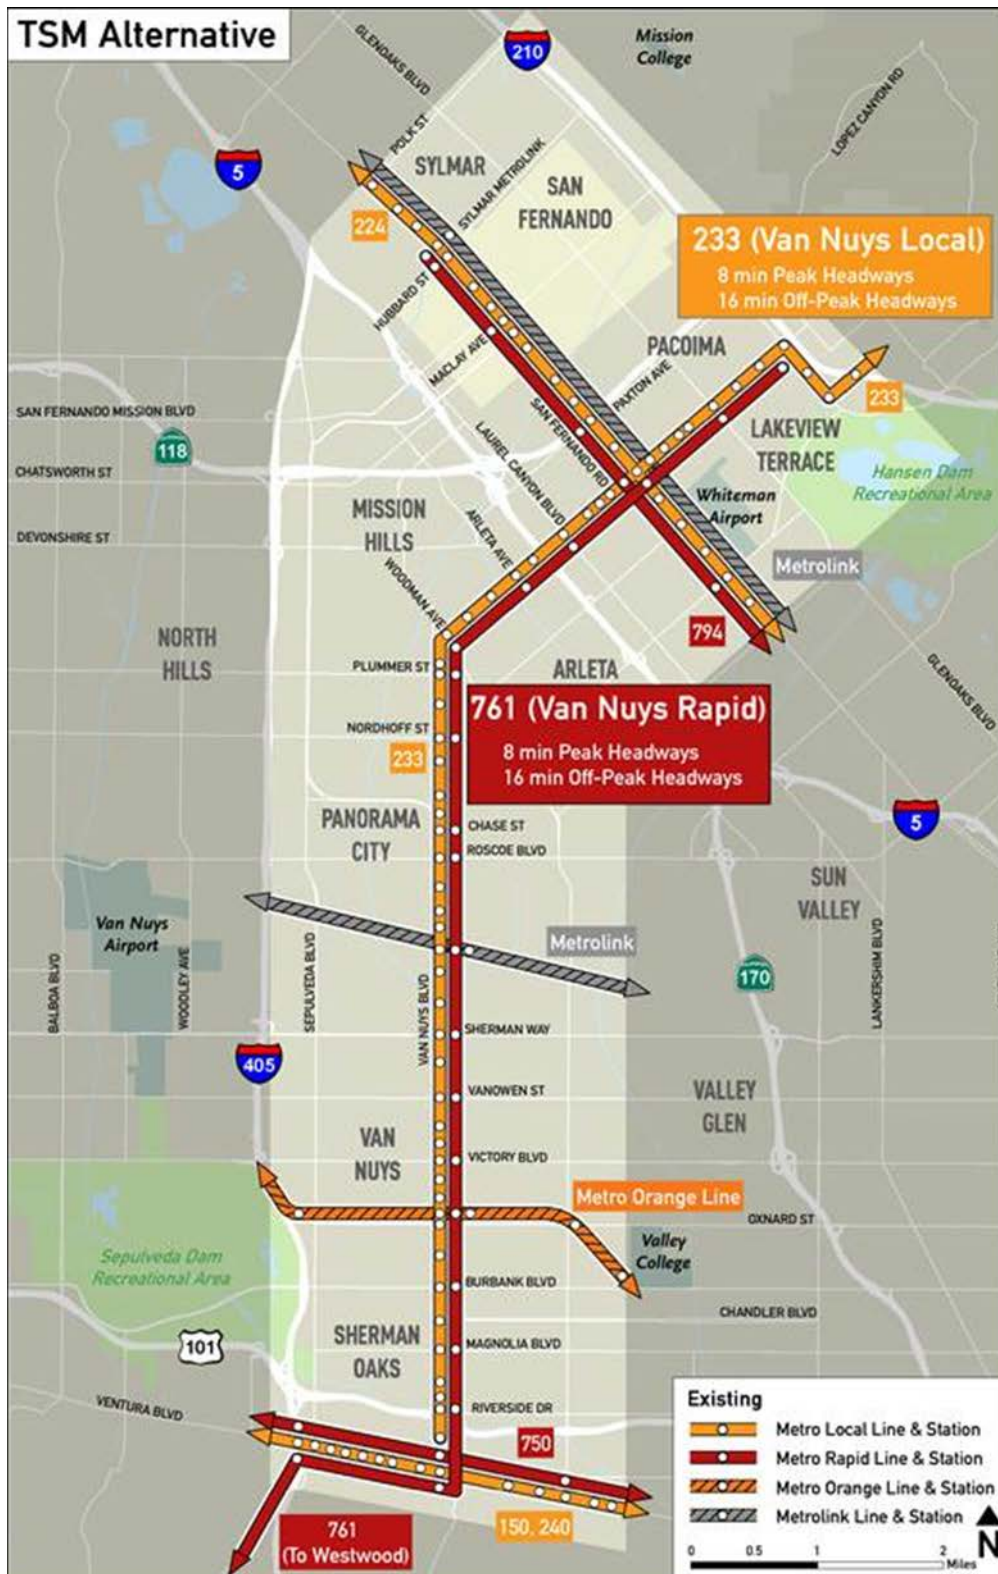 TSM Alternative
210
Mission
College
GLENOAKS BLVD
LOPEZ CANYON RD
POLK ST
5
SYLMAR
SYLMAR METROLINK
SAN
FERNANDO
224
233 (Van Nuys Local)
8 min Peak Headways
16 min Off-Peak Headways
HUBBARD ST
MACLAY AVE
PACOIMA
PAXTON AVE
233
SAN FERNANDO MISSION BLVD
118
SAN FERNANDO RD
LAKEVIEW
TERRACE
CHATSWORTH ST
LAUREL CANYON BLVD
Hansen Dam
Recreational Area
Whiteman
Airport
MISSION
HILLS
ARLETA AVE
DEVONSHIRE ST
WOODMAN AVE
Metrolink
NORTH
HILLS
794
PLUMMER ST
ARLETA
GLENOAKS BLVD
761 (Van Nuys Rapid)
8 min Peak Headways
16 min Off-Peak Headways
NORDHOFF ST
233
PANORAMA
CITY
CHASE ST
ROSCOE BLVD
5
SUN
VALLEY
Van Nuys
Airport
Metrolink
BALBOA BLVD
WOODLEY AVE
SEPULVEDA BLVD
VAN NUYS BLVD
LANKERSHIM BLVD
170
SHERMAN WAY
405
VANOWEN ST
VALLEY
GLEN
VAN
NUYS
VICTORY BLVD
Metro Orange Line
OXNARD ST
Valley
College
Sepulveda Dam
Recreational Area
BURBANK BLVD
CHANDLER BLVD
101
SHERMAN
OAKS
MAGNOLIA BLVD
VENTURA BLVD
RIVERSIDE DR
750
150, 240
761
(To Westwood)
Existing
Metro Local Line & Station
Metro Rapid Line & Station
Metro Orange Line & Station
Metrolink Line & Station
N
0 0.5 1 2
Miles